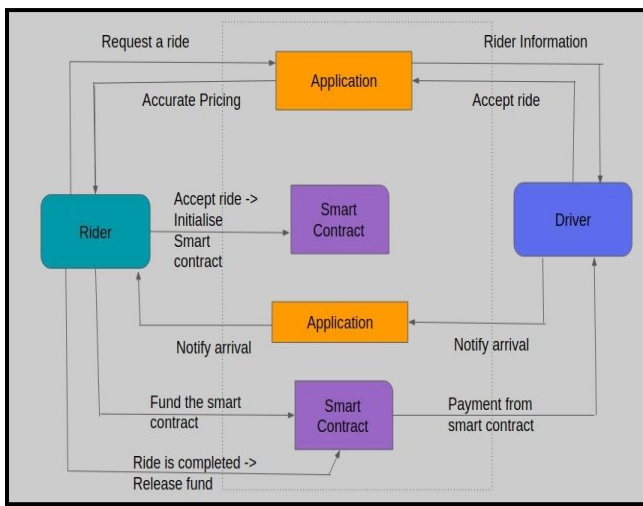 Request a ride
Rider Information
Application
Accurate Pricing
Accept ride
Accept ride ->
Initialise
Smart
contract
Smart
Contract
Rider
Driver
Application
Notify arrival
Notify arrival
Fund the smart
contract
Smart
Contract
Payment from
smart contract
Ride is completed ->
Release fund